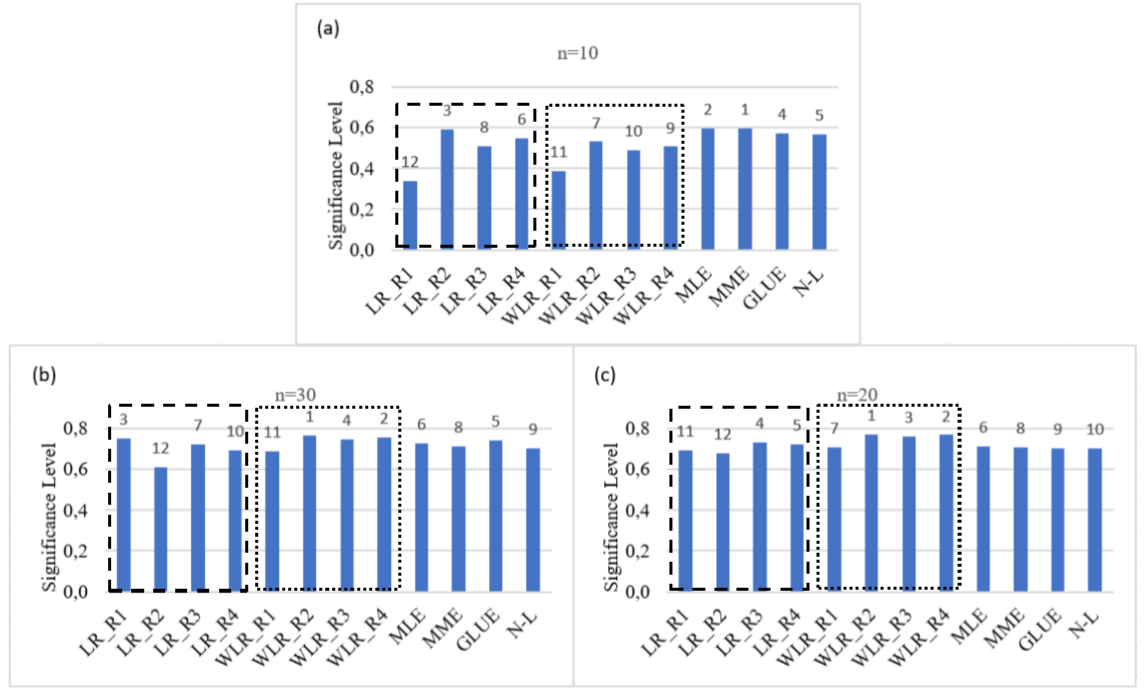 (a)
n=10
Significance Level
0,8
0,6
0,4
0,2
0,0
12 3 8 6 11 7 10 9 2 1 4 5
LR_R1 LR_R2 LR_R3 LR_R4 WLR_R1 WLR_R2 WLR_R3 WLR_R4 MLE MME GLUE N-L
(b)
n=30
Significance Level
0,8
0,6
0,4
0,2
0,0
3 12 7 10 11 1 4 2 6 8 5 9
LR_R1 LR_R2 LR_R3 LR_R4 WLR_R1 WLR_R2 WLR_R3 WLR_R4 MLE MME GLUE N-L
(c)
n=20
Significance Level
0,8
0,6
0,4
0,2
0,0
11 12 4 5 7 1 3 2 6 8 9 10
LR_R1 LR_R2 LR_R3 LR_R4 WLR_R1 WLR_R2 WLR_R3 WLR_R4 MLE MME GLUE N-L